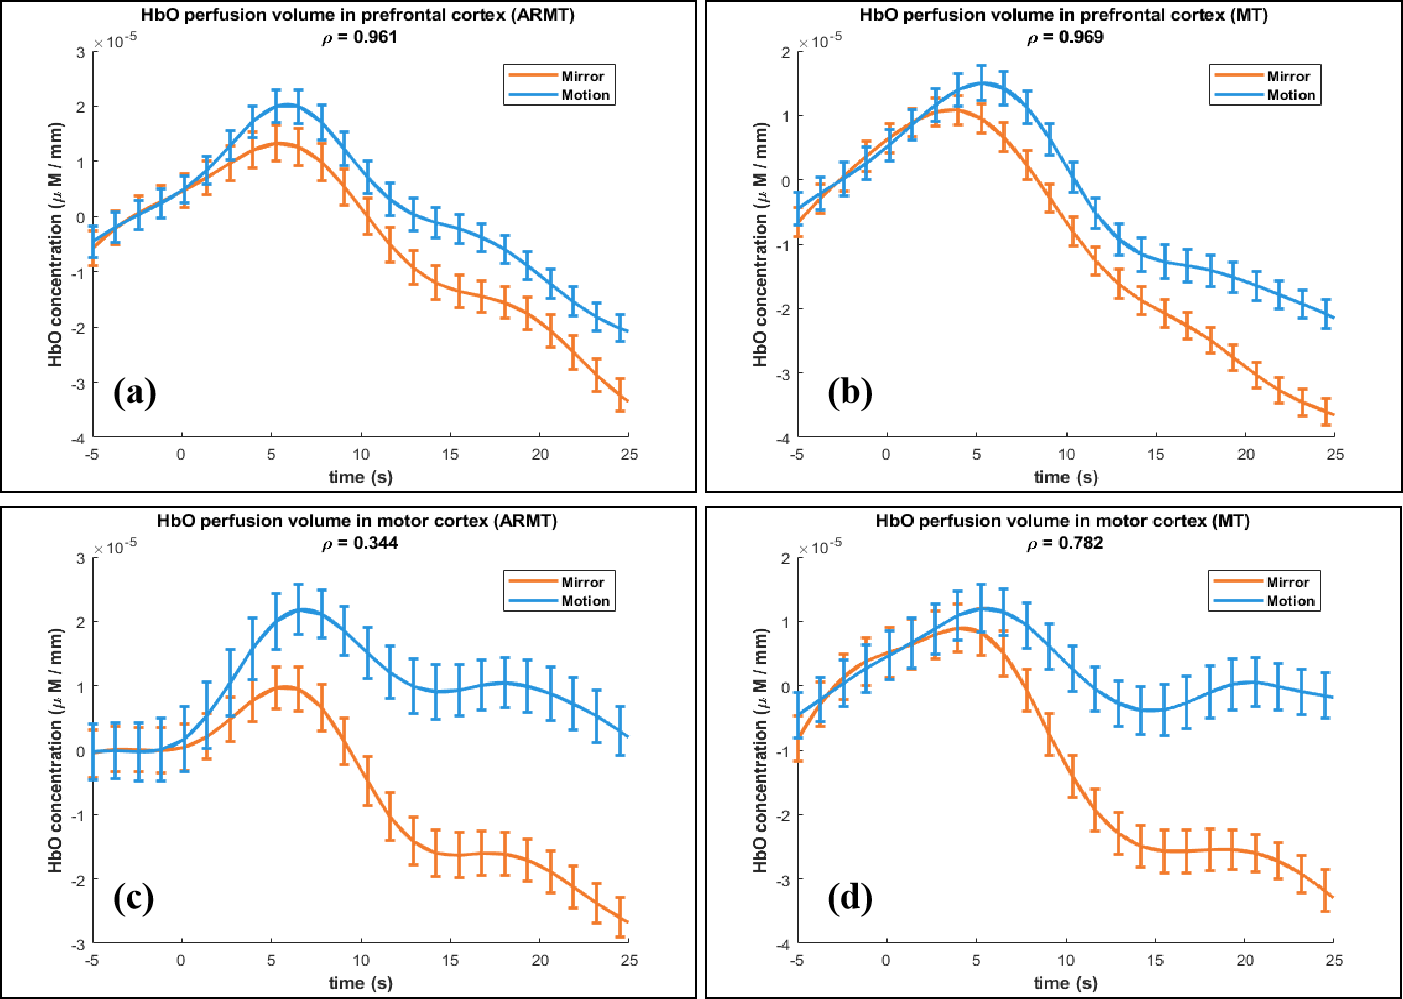 HbO perfusion volume in prefrontal cortex (ARMT)
ρ = 0.961
×10-5
3
2
1
0
-1
-2
-3
-4
HbO concentration (μ M / mm)
Mirror
Motion
(a)
-5 0 5 10 15 20 25
time (s)
HbO perfusion volume in prefrontal cortex (MT)
ρ = 0.969
×10-5
2
1
0
-1
-2
-3
-4
HbO concentration (μ M / mm)
Mirror
Motion
(b)
-5 0 5 10 15 20 25
time (s)
HbO perfusion volume in motor cortex (ARMT)
ρ = 0.344
×10-5
3
2
1
0
-1
-2
-3
HbO concentration (μ M / mm)
Mirror
Motion
(c)
-5 0 5 10 15 20 25
time (s)
HbO perfusion volume in motor cortex (MT)
ρ = 0.782
×10-5
2
1
0
-1
-2
-3
-4
HbO concentration (μ M / mm)
Mirror
Motion
(d)
-5 0 5 10 15 20 25
time (s)